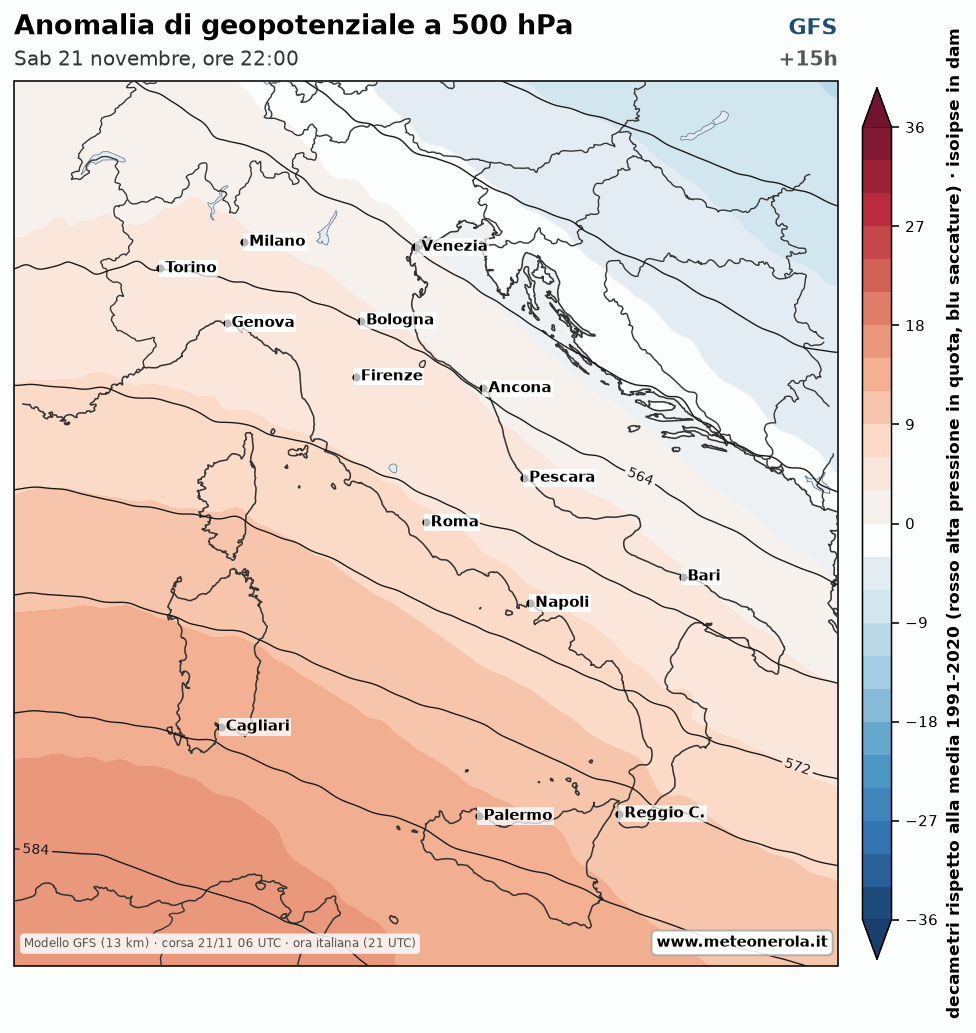 Anomalia di geopotenziale a 500 hPa
GFS
Sab 21 novembre, ore 22:00
+15h
Milano
Venezia
Torino
Genova
Bologna
Firenze
Ancona
564
Pescara
Roma
Bari
Napoli
Cagliari
572
Palermo
Reggio C.
584
Modello GFS (13 km) · corsa 21/11 06 UTC · ora italiana (21 UTC)
www.meteonerola.it
36
27
18
9
0
−9
−18
−27
−36
decametri rispetto alla media 1991-2020 (rosso alta pressione in quota, blu saccature) · isoipse in dam